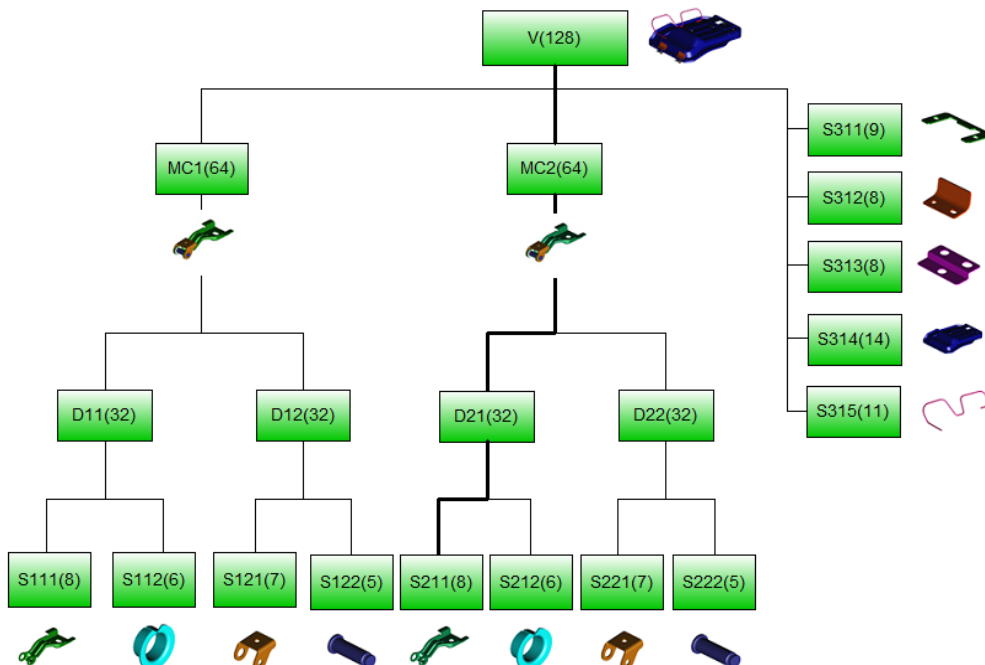 V(128)
S311(9)
MC1(64)
MC2(64)
S312(8)
S313(8)
S314(14)
D11(32)
D12(32)
D21(32)
D22(32)
S315(11)
S111(8)
S112(6)
S121(7)
S122(5)
S211(8)
S212(6)
S221(7)
S222(5)